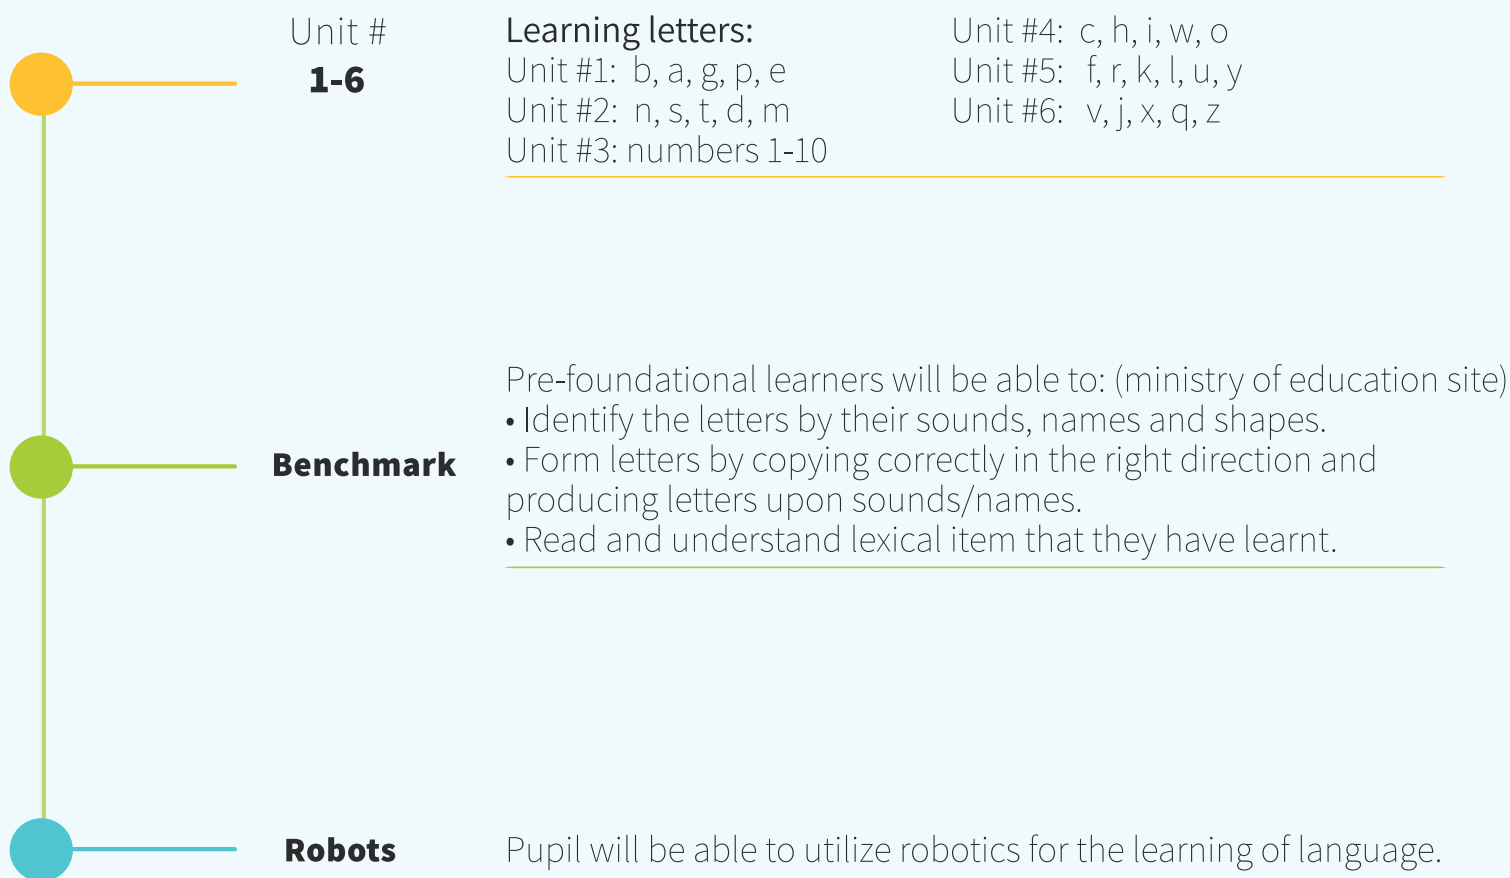 Unit #
1-6
Learning letters:
Unit #1: b, a, g, p, e
Unit #2: n, s, t, d, m
Unit #3: numbers 1-10
Unit #4: c, h, i, w, o
Unit #5: f, r, k, l, u, y
Unit #6: v, j, x, q, z
Benchmark
Pre-foundational learners will be able to: (ministry of education site)
• Identify the letters by their sounds, names and shapes.
• Form letters by copying correctly in the right direction and
producing letters upon sounds/names.
• Read and understand lexical item that they have learnt.
Robots
Pupil will be able to utilize robotics for the learning of language.